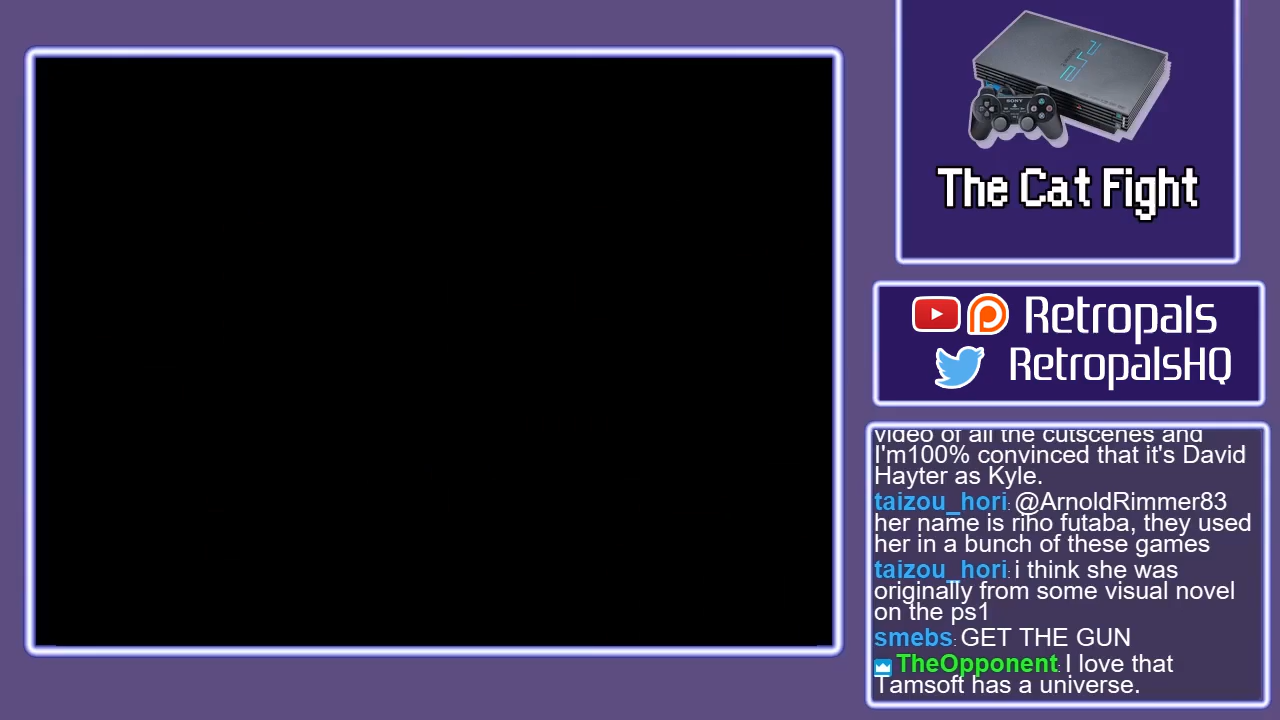 The Cat Fight
Retropals
RetropalsHQ
video of all the cutscenes and
I'm100% convinced that it's David
Hayter as Kyle.
taizou_hori: @ArnoldRimmer83
her name is riho futaba, they used
her in a bunch of these games
taizou_hori: i think she was
originally from some visual novel
on the ps1
smebs: GET THE GUN
TheOpponent: I love that
Tamsoft has a universe.